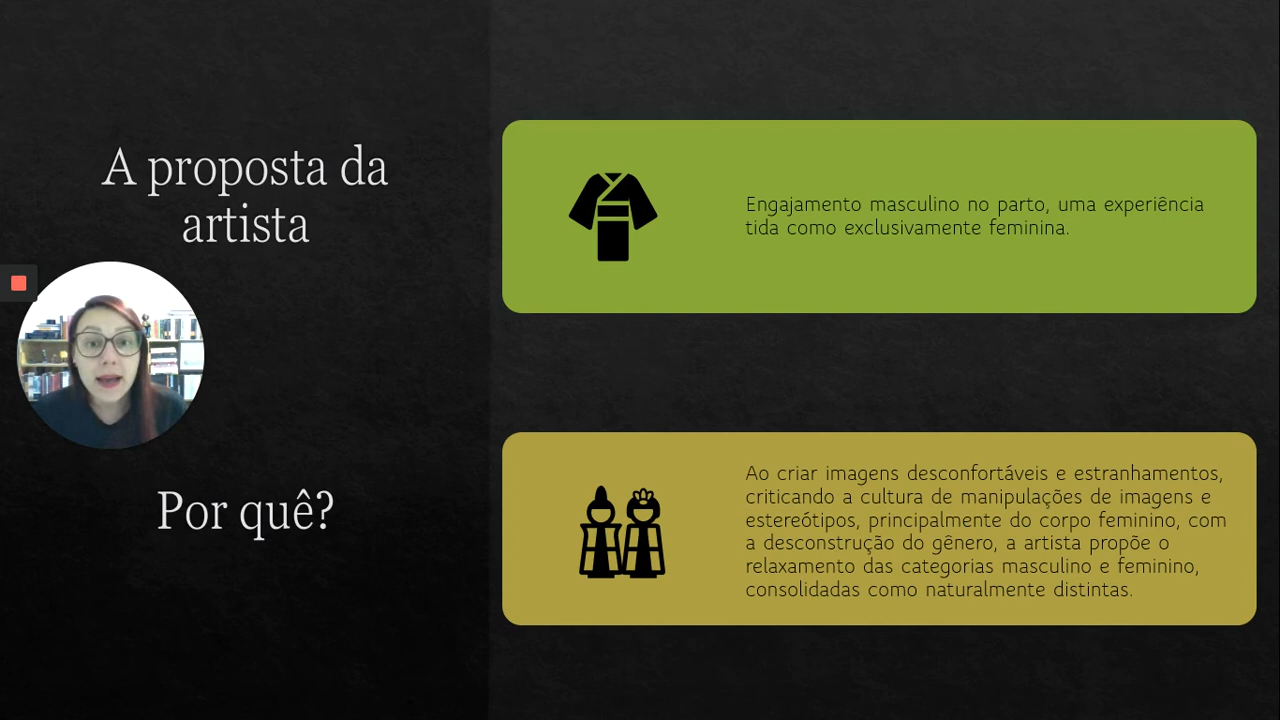 A proposta da
artista
Engajamento masculino no parto, uma experiência
tida como exclusivamente feminina.
Por quê?
Ao criar imagens desconfortáveis e estranhamentos,
criticando a cultura de manipulações de imagens e
estereótipos, principalmente do corpo feminino, com
a desconstrução do gênero, a artista propõe o
relaxamento das categorias masculino e feminino,
consolidadas como naturalmente distintas.